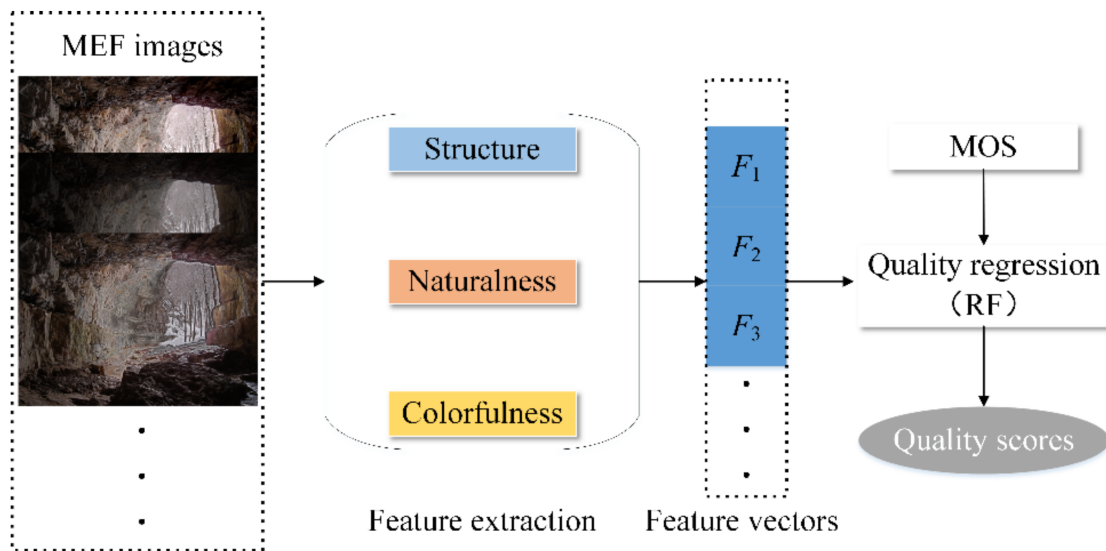 MEF images
Structure
Naturalness
Colorfulness
Feature extraction
F1
F2
F3
Feature vectors
MOS
Quality regression
（RF）
Quality scores